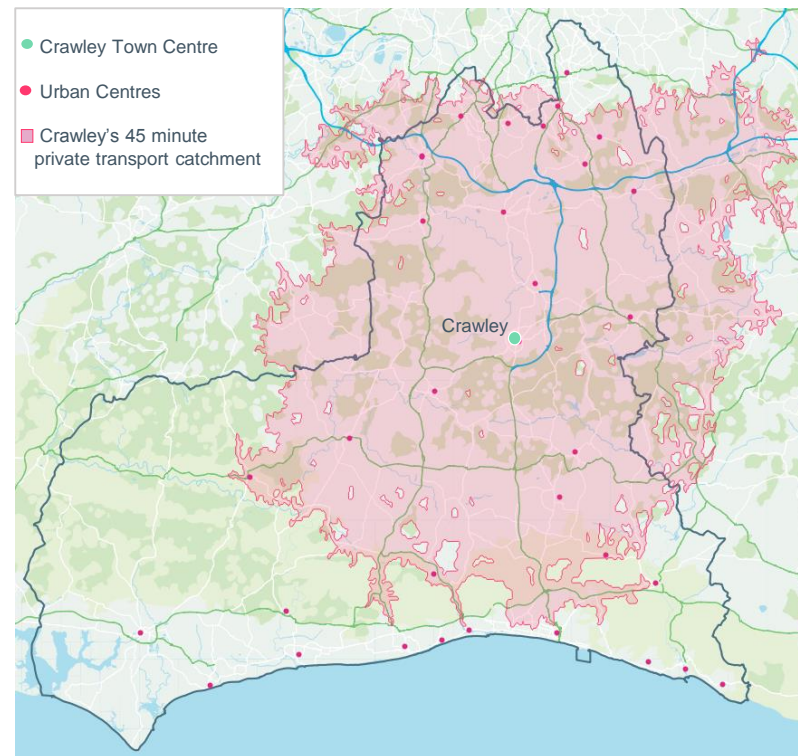 Crawley Town Centre
Urban Centres
Crawley's 45 minute
private transport catchment
Crawley